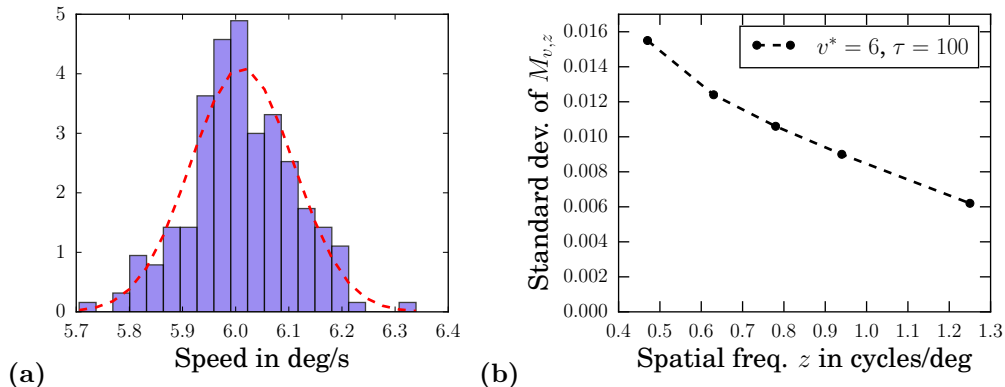 5
4
3
2
1
0
5.7 5.8 5.9 6.0 6.1 6.2 6.3 6.4
Speed in deg/s
(a)
Standard dev. of $M_{v,z}$
0.016
0.014
0.012
0.010
0.008
0.006
0.004
0.002
0.000
$v^* = 6, \tau = 100$
0.4 0.5 0.6 0.7 0.8 0.9 1.0 1.1 1.2 1.3
Spatial freq. $z$ in cycles/deg
(b)